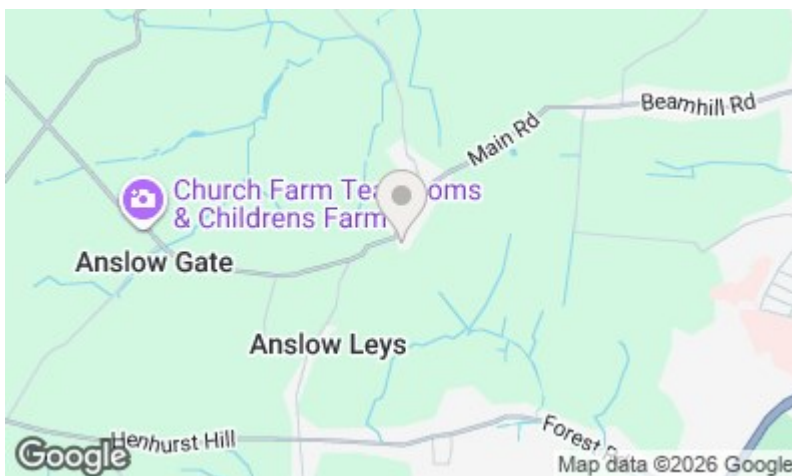 Beamhill Rd
Main Rd
Church Farm Tea
& Childrens Farm
Anslow Gate
Anslow Leys
Henhurst Hill
Forest
Google
Map data ©2026 Google